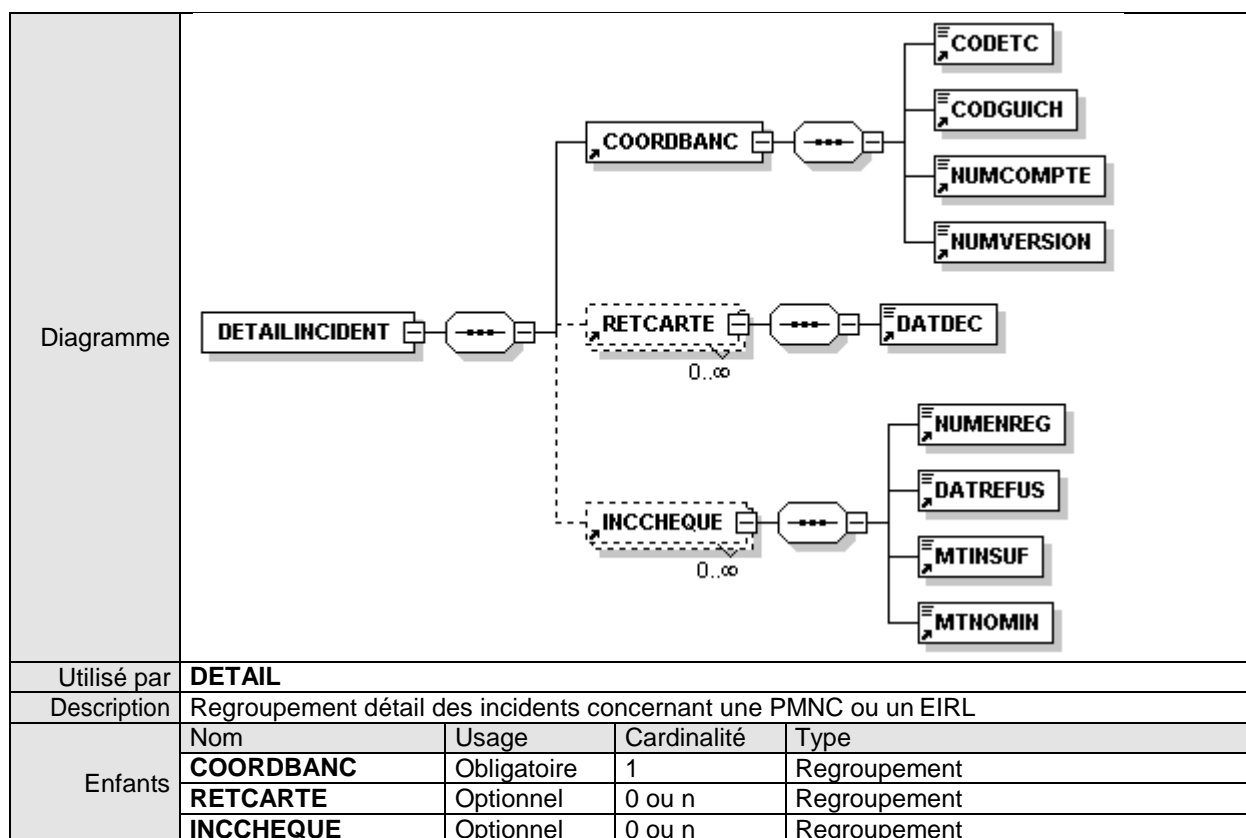 Diagramme
CODETC
CODGUICH
COORDBANC
NUMCOMPTE
NUMVERSION
DETAILINCIDENT
RETCARTE
DATDEC
0..∞
NUMENREG
DATREFUS
INCCHEQUE
MTINSUF
0..∞
MTNOMIN
Utilisé par DETAIL
Description Regroupement détail des incidents concernant une PMNC ou un EIRL
Enfants
Nom Usage Cardinalité Type
COORDBANC Obligatoire 1 Regroupement
RETCARTE Optionnel 0 ou n Regroupement
INCCHEQUE Optionnel 0 ou n Regroupement